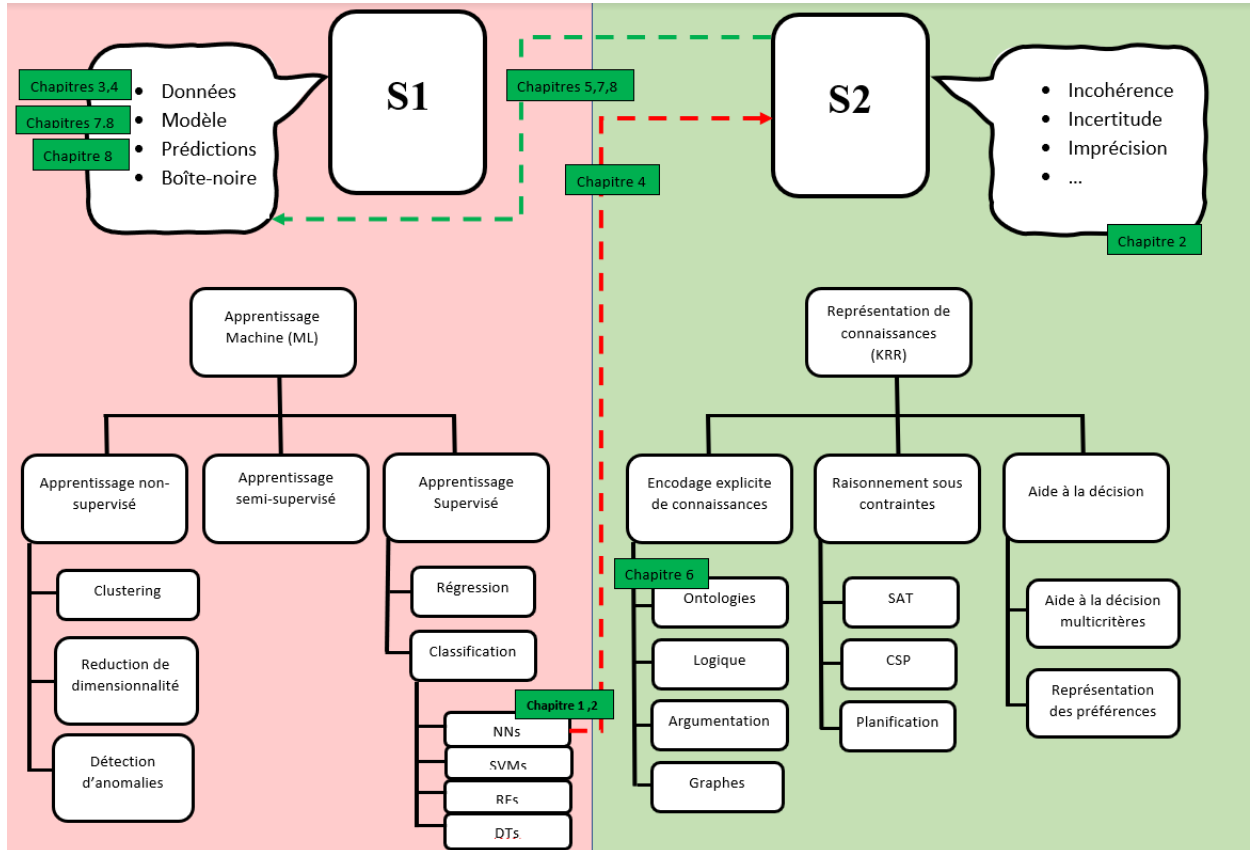 Chapitres 3,4
Chapitres 7.8
Chapitre 8
• Données
• Modèle
• Prédictions
• Boîte-noire
S1
Chapitres 5,7,8
Chapitre 4
S2
• Incohérence
• Incertitude
• Imprécision
• ...
Chapitre 2
Apprentissage
Machine (ML)
Apprentissage non-
supervisé
Apprentissage
semi-supervisé
Apprentissage
Supervisé
Clustering
Reduction de
dimensionnalité
Détection
d'anomalies
Régression
Classification
Chapitre 1 ,2
NNs
SVMs
RFs
DTs
Représentation de
connaissances
(KRR)
Encodage explicite
de connaissances
Raisonnement sous
contraintes
Aide à la décision
Chapitre 6
Ontologies
Logique
Argumentation
Graphes
SAT
CSP
Planification
Aide à la décision
multicritères
Représentation
des préférences